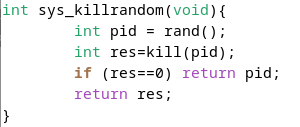 int sys_killrandom(void){
        int pid = rand();
        int res=kill(pid);
        if (res==0) return pid;
        return res;
}